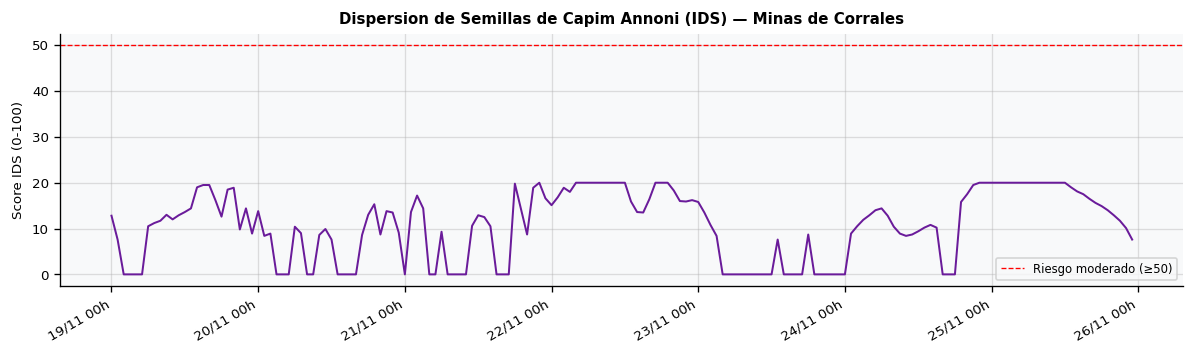 Dispersion de Semillas de Capim Annoni (IDS) — Minas de Corrales
Score IDS (0-100)
50
40
30
20
10
0
Riesgo moderado (≥50)
19/11 00h
20/11 00h
21/11 00h
22/11 00h
23/11 00h
24/11 00h
25/11 00h
26/11 00h